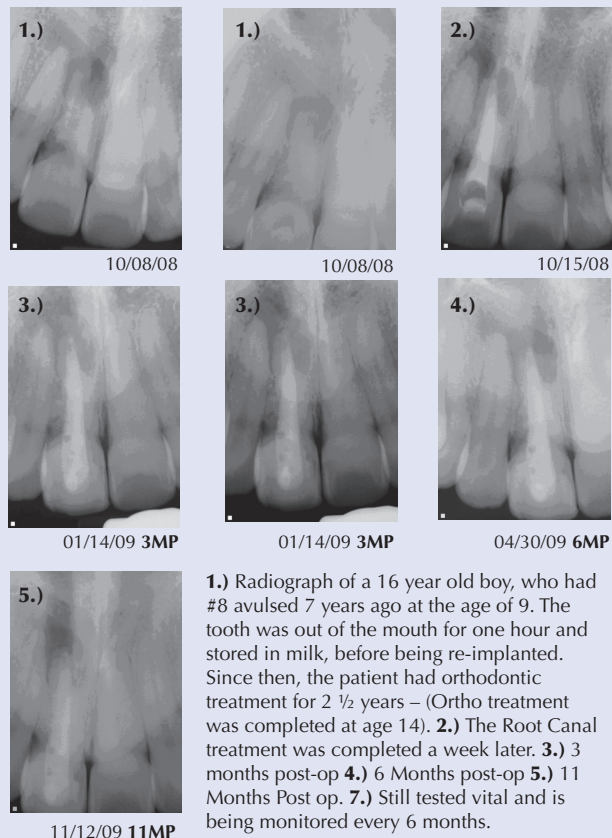 1.)
1.)
2.)
10/08/08
10/08/08
10/15/08
3.)
3.)
4.)
01/14/09 3MP
01/14/09 3MP
04/30/09 6MP
5.)
11/12/09 11MP
1.) Radiograph of a 16 year old boy, who had
#8 avulsed 7 years ago at the age of 9. The
tooth was out of the mouth for one hour and
stored in milk, before being re-implanted.
Since then, the patient had orthodontic
treatment for 2 ½ years – (Ortho treatment
was completed at age 14). 2.) The Root Canal
treatment was completed a week later. 3.) 3
months post-op 4.) 6 Months post-op 5.) 11
Months Post op. 7.) Still tested vital and is
being monitored every 6 months.